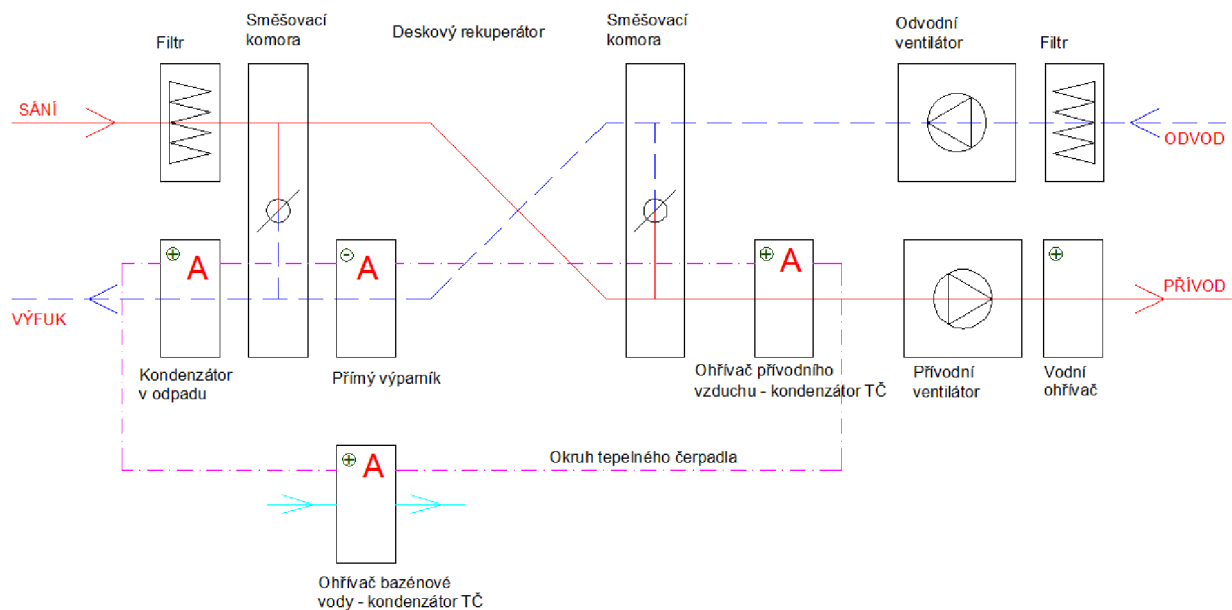 Filtr
Směšovací
komora
Deskový rekuperátor
Směšovací
komora
Odvodní
ventilátor
Filtr
SÁNÍ
ODVOD
A
A
A
VÝFUK
PŘÍVOD
Kondenzátor
v odpadu
Přímý výparník
Ohřívač přívodního
vzduchu - kondenzátor TČ
Přívodní
ventilátor
Vodní
ohřívač
A
Okruh tepelného čerpadla
Ohřívač bazénové
vody - kondenzátor TČ